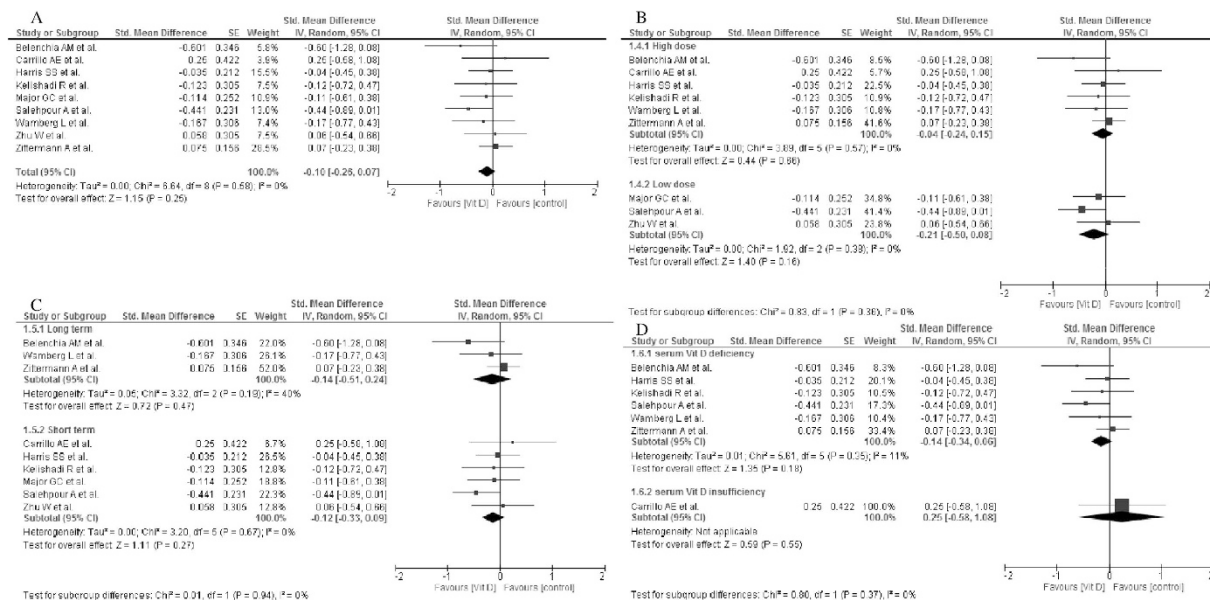 A
Std. Mean Difference Std. Mean Difference
Study or Subgroup Std. Mean Difference SE Weight IV, Random, 95% CI IV, Random, 95% CI
Belenchia AM et al. -0.601 0.346 5.8% -0.60 [-1.28, 0.08]
Carrillo AE et al. 0.25 0.422 3.9% 0.25 [-0.58, 1.08]
Harris SS et al. -0.035 0.212 15.5% -0.04 [-0.45, 0.38]
Kelishadi R et al. -0.123 0.305 7.5% -0.12 [-0.72, 0.47]
Major GC et al. -0.114 0.252 10.9% -0.11 [-0.61, 0.38]
Salehpour A et al. -0.441 0.231 13.0% -0.44 [-0.89, 0.01]
Wamberg L et al. -0.167 0.306 7.4% -0.17 [-0.77, 0.43]
Zhu W et al. 0.058 0.305 7.5% 0.06 [-0.54, 0.66]
Zittermann A et al. 0.075 0.156 28.5% 0.07 [-0.23, 0.38]
Total (95% CI) 100.0% -0.10 [-0.26, 0.07]
Heterogeneity: Tau² = 0.00; Chi² = 6.64, df = 8 (P = 0.58); I² = 0%
Test for overall effect: Z = 1.15 (P = 0.25)
-2 -1 0 1 2
Favours [Vit D] Favours [control]
B
Std. Mean Difference Std. Mean Difference
Study or Subgroup Std. Mean Difference SE Weight IV, Random, 95% CI IV, Random, 95% CI
1.4.1 High dose
Belenchia AM et al. -0.601 0.346 8.5% -0.60 [-1.28, 0.08]
Carrillo AE et al. 0.25 0.422 5.7% 0.25 [-0.58, 1.08]
Harris SS et al. -0.035 0.212 22.5% -0.04 [-0.45, 0.38]
Kelishadi R et al. -0.123 0.305 10.9% -0.12 [-0.72, 0.47]
Wamberg L et al. -0.167 0.306 10.8% -0.17 [-0.77, 0.43]
Zittermann A et al. 0.075 0.156 41.6% 0.07 [-0.23, 0.38]
Subtotal (95% CI) 100.0% -0.04 [-0.24, 0.15]
Heterogeneity: Tau² = 0.00; Chi² = 3.89, df = 5 (P = 0.57); I² = 0%
Test for overall effect: Z = 0.44 (P = 0.66)
1.4.2 Low dose
Major GC et al. -0.114 0.252 34.8% -0.11 [-0.61, 0.38]
Salehpour A et al. -0.441 0.231 41.4% -0.44 [-0.89, 0.01]
Zhu W et al. 0.058 0.305 23.8% 0.06 [-0.54, 0.66]
Subtotal (95% CI) 100.0% -0.21 [-0.50, 0.08]
Heterogeneity: Tau² = 0.00; Chi² = 1.92, df = 2 (P = 0.38); I² = 0%
Test for overall effect: Z = 1.40 (P = 0.16)
-2 -1 0 1 2
Favours [Vit D] Favours [control]
Test for subgroup differences: Chi² = 0.83, df = 1 (P = 0.36), I² = 0%
C
Std. Mean Difference Std. Mean Difference
Study or Subgroup Std. Mean Difference SE Weight IV, Random, 95% CI IV, Random, 95% CI
1.5.1 Long term
Belenchia AM et al. -0.601 0.346 22.0% -0.60 [-1.28, 0.08]
Wamberg L et al. -0.167 0.306 26.1% -0.17 [-0.77, 0.43]
Zittermann A et al. 0.075 0.156 52.0% 0.07 [-0.23, 0.38]
Subtotal (95% CI) 100.0% -0.14 [-0.51, 0.24]
Heterogeneity: Tau² = 0.05; Chi² = 3.32, df = 2 (P = 0.19); I² = 40%
Test for overall effect: Z = 0.72 (P = 0.47)
1.5.2 Short term
Carrillo AE et al. 0.25 0.422 6.7% 0.25 [-0.58, 1.08]
Harris SS et al. -0.035 0.212 26.5% -0.04 [-0.45, 0.38]
Kelishadi R et al. -0.123 0.305 12.8% -0.12 [-0.72, 0.47]
Major GC et al. -0.114 0.252 18.8% -0.11 [-0.61, 0.38]
Salehpour A et al. -0.441 0.231 22.3% -0.44 [-0.89, 0.01]
Zhu W et al. 0.058 0.305 12.8% 0.06 [-0.54, 0.66]
Subtotal (95% CI) 100.0% -0.12 [-0.33, 0.09]
Heterogeneity: Tau² = 0.00; Chi² = 3.20, df = 5 (P = 0.67); I² = 0%
Test for overall effect: Z = 1.11 (P = 0.27)
-2 -1 0 1 2
Favours [Vit D] Favours [control]
Test for subgroup differences: Chi² = 0.01, df = 1 (P = 0.94), I² = 0%
D
Std. Mean Difference Std. Mean Difference
Study or Subgroup Std. Mean Difference SE Weight IV, Random, 95% CI IV, Random, 95% CI
1.6.1 serum Vit D deficiency
Belenchia AM et al. -0.601 0.346 8.3% -0.60 [-1.28, 0.08]
Harris SS et al. -0.035 0.212 20.1% -0.04 [-0.45, 0.38]
Kelishadi R et al. -0.123 0.305 10.5% -0.12 [-0.72, 0.47]
Salehpour A et al. -0.441 0.231 17.3% -0.44 [-0.89, 0.01]
Wamberg L et al. -0.167 0.306 10.4% -0.17 [-0.77, 0.43]
Zittermann A et al. 0.075 0.156 33.4% 0.07 [-0.23, 0.38]
Subtotal (95% CI) 100.0% -0.14 [-0.34, 0.06]
Heterogeneity: Tau² = 0.01; Chi² = 5.61, df = 5 (P = 0.35); I² = 11%
Test for overall effect: Z = 1.35 (P = 0.18)
1.6.2 serum Vit D insufficiency
Carrillo AE et al. 0.25 0.422 100.0% 0.25 [-0.58, 1.08]
Subtotal (95% CI) 100.0% 0.25 [-0.58, 1.08]
Heterogeneity: Not applicable
Test for overall effect: Z = 0.59 (P = 0.55)
-2 -1 0 1 2
Favours [Vit D] Favours [control]
Test for subgroup differences: Chi² = 0.80, df = 1 (P = 0.37), I² = 0%